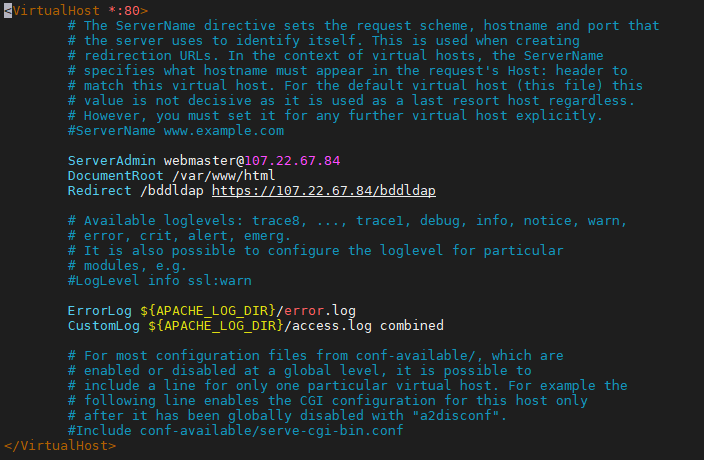 <VirtualHost *:80>
# The ServerName directive sets the request scheme, hostname and port that
# the server uses to identify itself. This is used when creating
# redirection URLs. In the context of virtual hosts, the ServerName
# specifies what hostname must appear in the request's Host: header to
# match this virtual host. For the default virtual host (this file) this
# value is not decisive as it is used as a last resort host regardless.
# However, you must set it for any further virtual host explicitly.
#ServerName www.example.com
ServerAdmin webmaster@107.22.67.84
DocumentRoot /var/www/html
Redirect /bddldap https://107.22.67.84/bddldap
# Available loglevels: trace8, ..., trace1, debug, info, notice, warn,
# error, crit, alert, emerg.
# It is also possible to configure the loglevel for particular
# modules, e.g.
#LogLevel info ssl:warn
ErrorLog ${APACHE_LOG_DIR}/error.log
CustomLog ${APACHE_LOG_DIR}/access.log combined
# For most configuration files from conf-available/, which are
# enabled or disabled at a global level, it is possible to
# include a line for only one particular virtual host. For example the
# following line enables the CGI configuration for this host only
# after it has been globally disabled with "a2disconf".
#Include conf-available/serve-cgi-bin.conf
</VirtualHost>